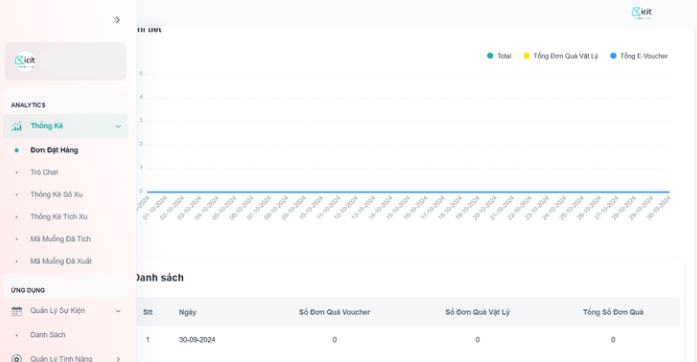 icit
icit
hi tiết
ANALYTICS
Thống Kê
Đơn Đặt Hàng
Trò Chơi
Thống Kê Số Xu
Thống Kê Tích Xu
Mã Muỗng Đã Tích
Mã Muỗng Đã Xuất
ỨNG DỤNG
Quản Lý Sự Kiện
Danh Sách
Quản Lý Tính Năng
Total
Tổng Đơn Quà Vật Lý
Tổng E-Voucher
5
4
3
2
1
0
-2024
01-10-2024
02-10-2024
03-10-2024
04-10-2024
05-10-2024
06-10-2024
07-10-2024
08-10-2024
09-10-2024
10-10-2024
11-10-2024
12-10-2024
13-10-2024
14-10-2024
15-10-2024
16-10-2024
17-10-2024
18-10-2024
19-10-2024
20-10-2024
21-10-2024
22-10-2024
23-10-2024
24-10-2024
25-10-2024
26-10-2024
27-10-2024
28-10-2024
29-10-2024
30-10-2024
Danh sách
Stt Ngày Số Đơn Quà Voucher Số Đơn Quà Vật Lý Tổng Số Đơn Quà
1 30-09-2024 0 0 0